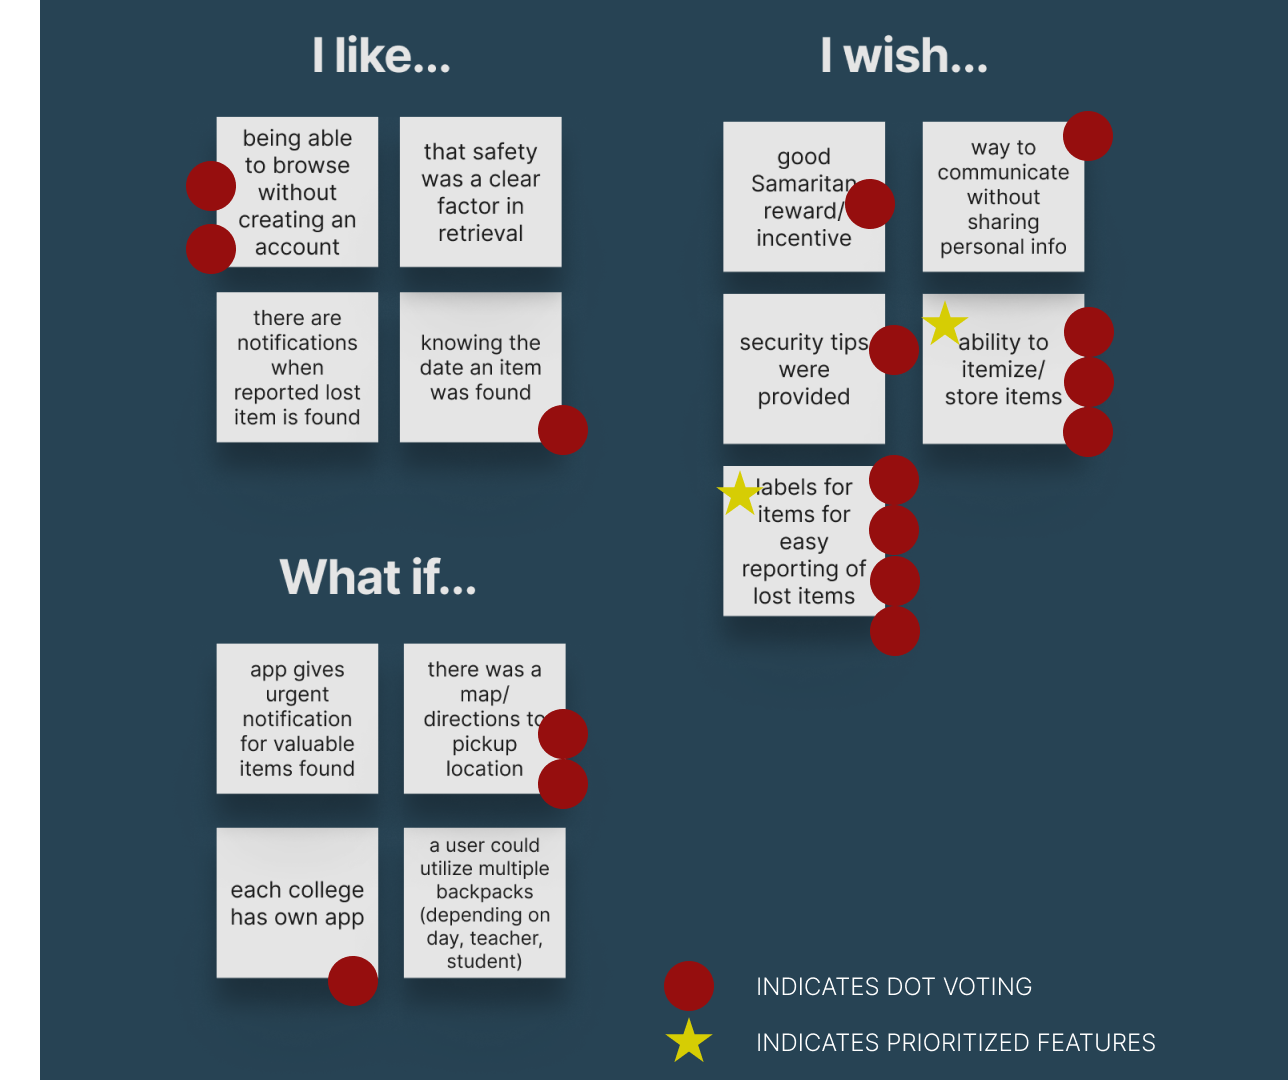 I like...
being able
to browse
without
creating an
account
that safety
was a clear
factor in
retrieval
there are
notifications
when
reported lost
item is found
knowing the
date an item
was found
I wish...
good
Samaritan
reward/
incentive
way to
communicate
without
sharing
personal info
security tips
were
provided
ability to
itemize/
store items
labels for
items for
easy
reporting of
lost items
What if...
app gives
urgent
notification
for valuable
items found
there was a
map/
directions to
pickup
location
each college
has own app
a user could
utilize multiple
backpacks
(depending on
day, teacher,
student)
INDICATES DOT VOTING
INDICATES PRIORITIZED FEATURES